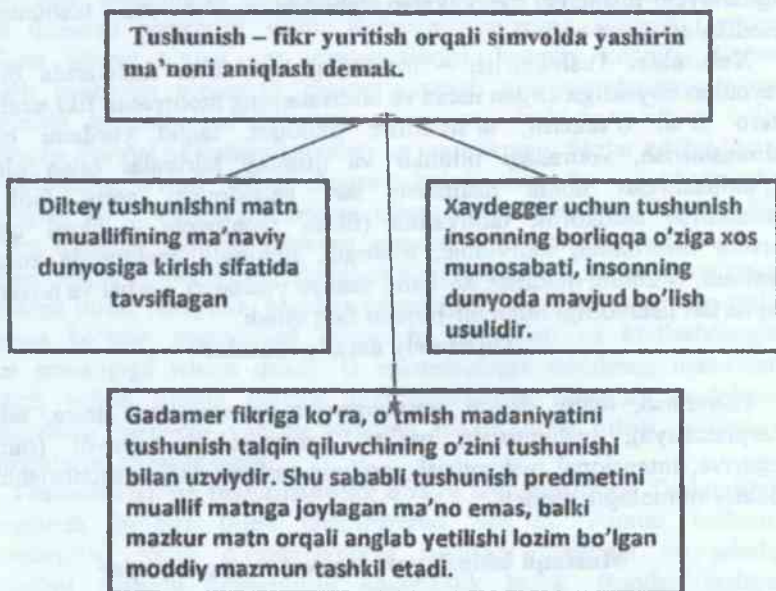 Tushunish – fikr yuritish orqali simvolda yashirin
ma'noni aniqlash demak.
Diltey tushunishni matn
muallifining ma'naviy
dunyosiga kirish sifatida
tavsiflagan
Xaydegger uchun tushunish
insonning borliqqa o'ziga xos
munosabati, insonning
dunyoda mavjud bo'lish
usulidir.
Gadamer fikriga ko'ra, o'tmish madaniyatini
tushunish talqin qiluvchining o'zini tushunishi
bilan uzviydir. Shu sababli tushunish predmetini
muallif matnga joylagan ma'no emas, balki
mazkur matn orqali anglab yetilishi lozim bo'lgan
moddiy mazmun tashkil etadi.